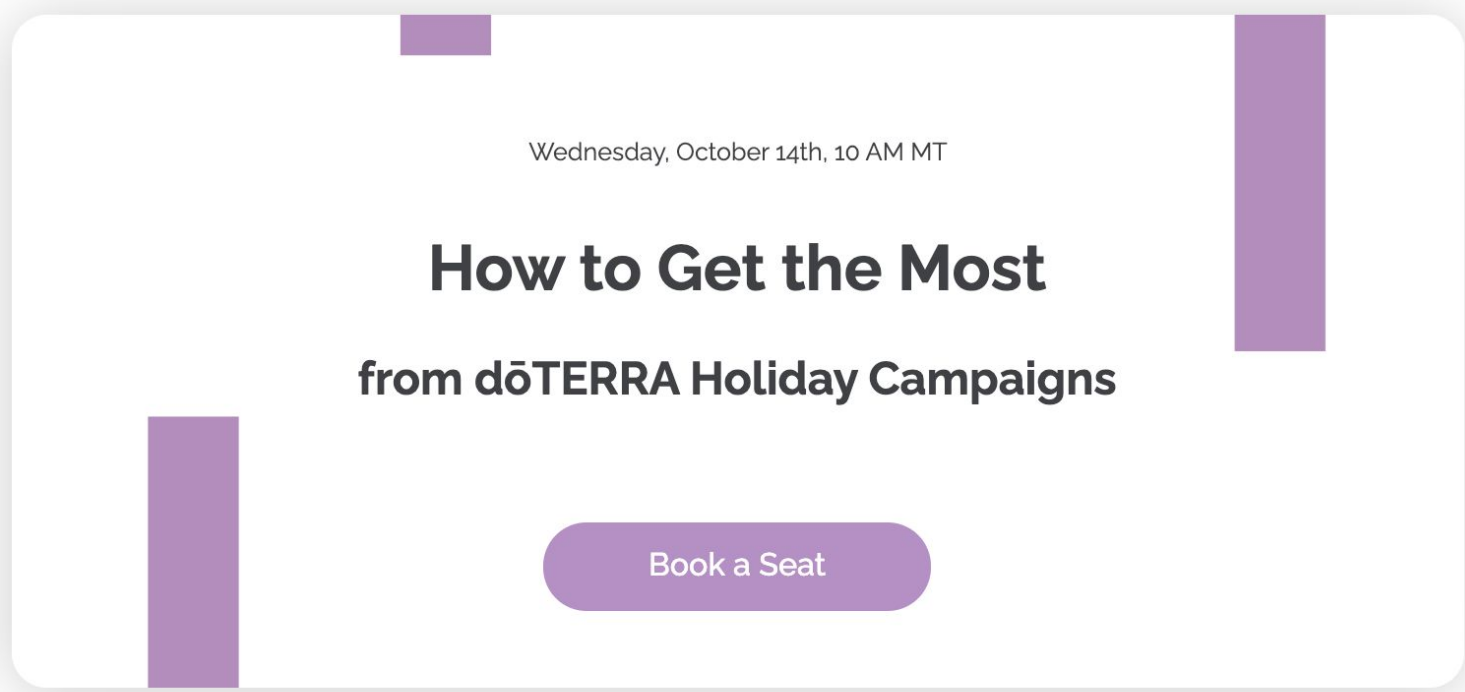 Wednesday, October 14th, 10 AM MT
How to Get the Most
from dōTERRA Holiday Campaigns
Book a Seat